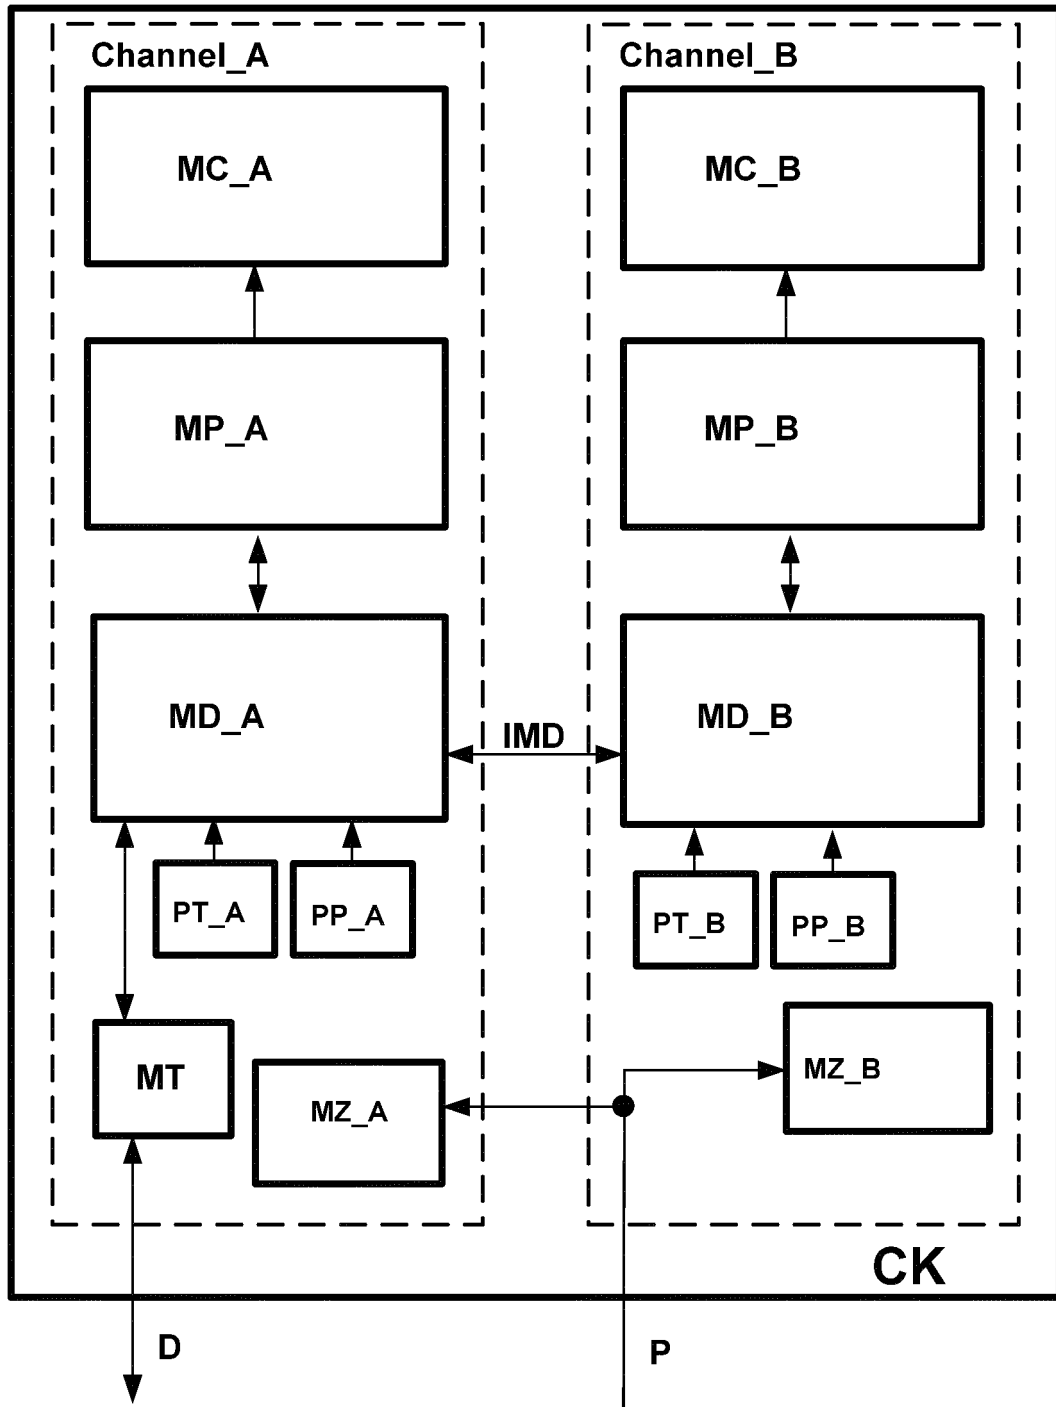 Channel_A
Channel_B
MC_A
MC_B
MP_A
MP_B
MD_A
MD_B
IMD
PT_A
PP_A
PT_B
PP_B
MT
MZ_A
MZ_B
CK
D
P